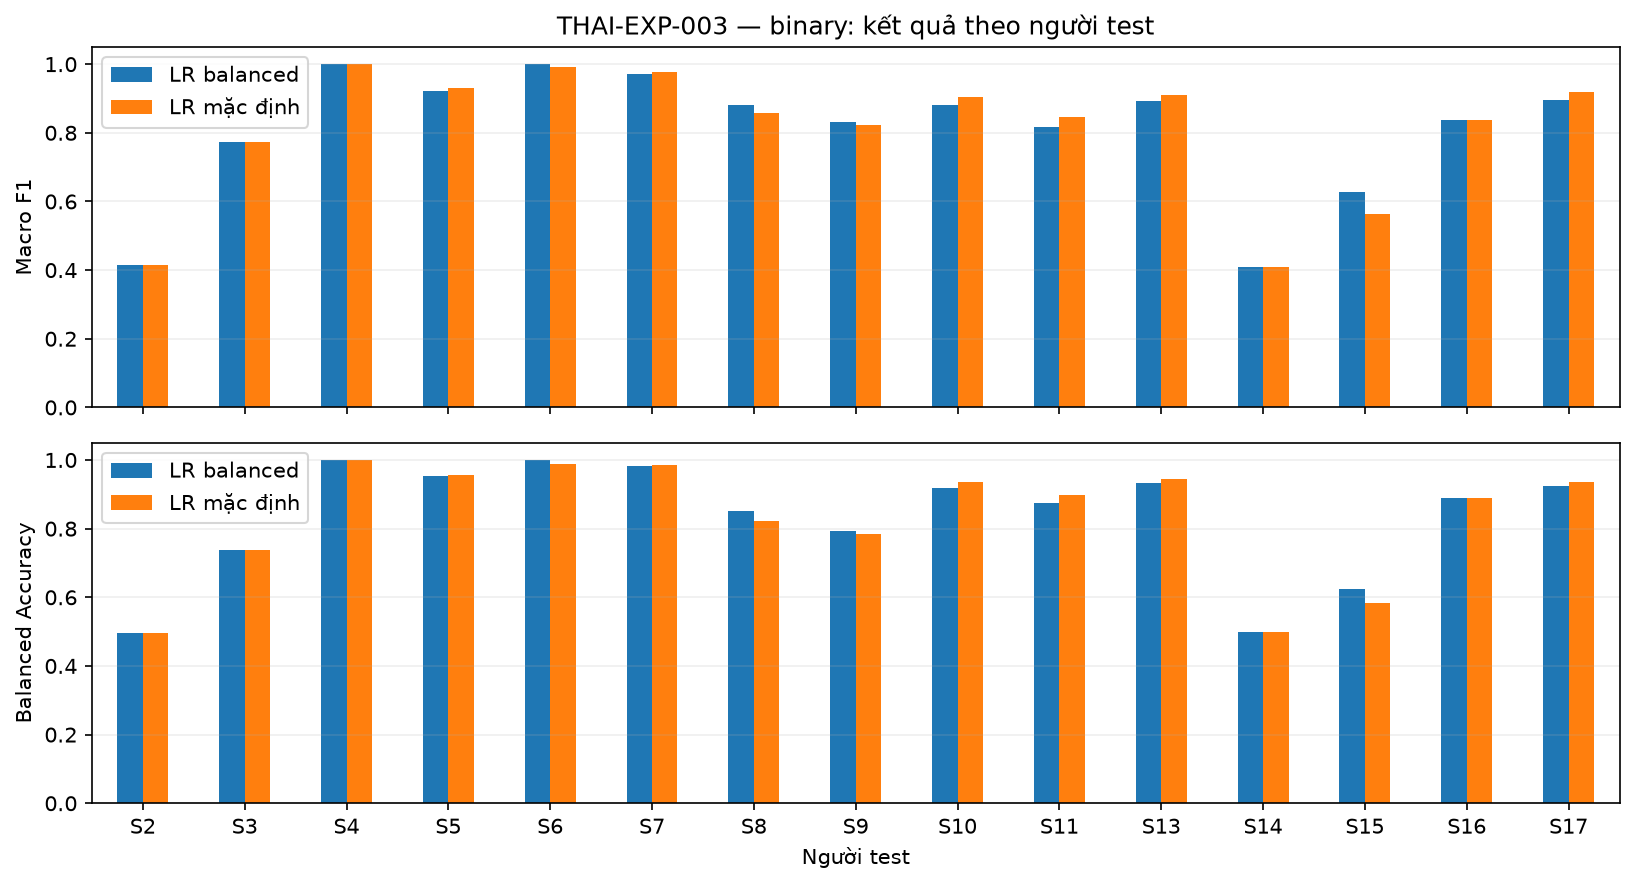 THAI-EXP-003 — binary: kết quả theo người test
LR balanced
LR mặc định
Macro F1
1.0
0.8
0.6
0.4
0.2
0.0
LR balanced
LR mặc định
Balanced Accuracy
1.0
0.8
0.6
0.4
0.2
0.0
S2 S3 S4 S5 S6 S7 S8 S9 S10 S11 S13 S14 S15 S16 S17
Người test